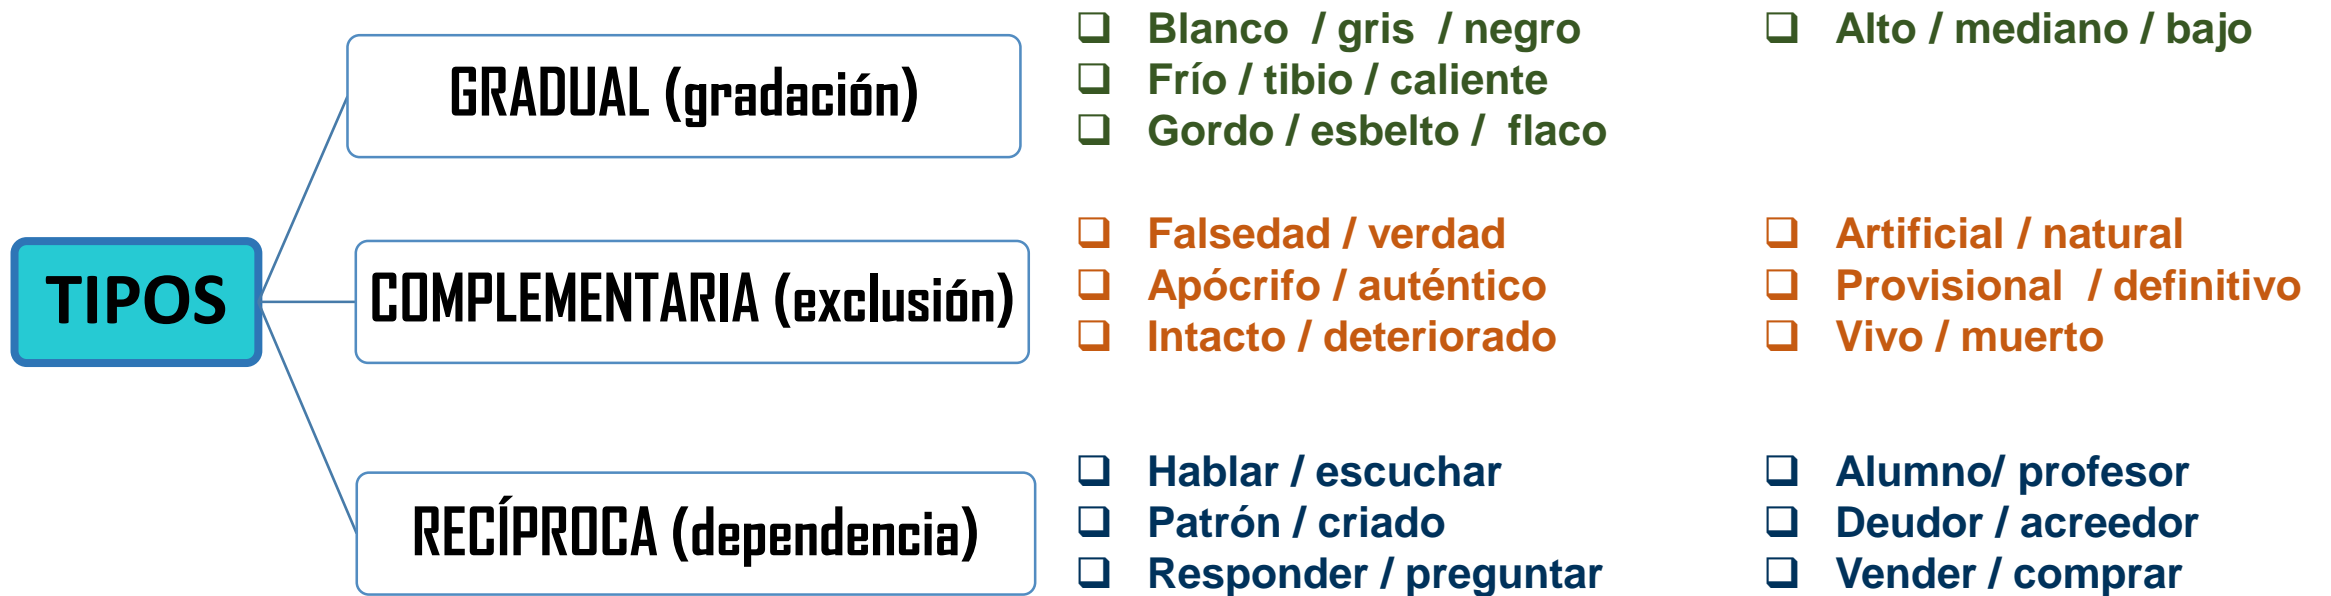 TIPOS
GRADUAL (gradación)
Blanco / gris / negro
Frío / tibio / caliente
Gordo / esbelto / flaco
Alto / mediano / bajo
COMPLEMENTARIA (exclusión)
Falsedad / verdad
Apócrifo / auténtico
Intacto / deteriorado
Artificial / natural
Provisional / definitivo
Vivo / muerto
RECÍPROCA (dependencia)
Hablar / escuchar
Patrón / criado
Responder / preguntar
Alumno/ profesor
Deudor / acreedor
Vender / comprar